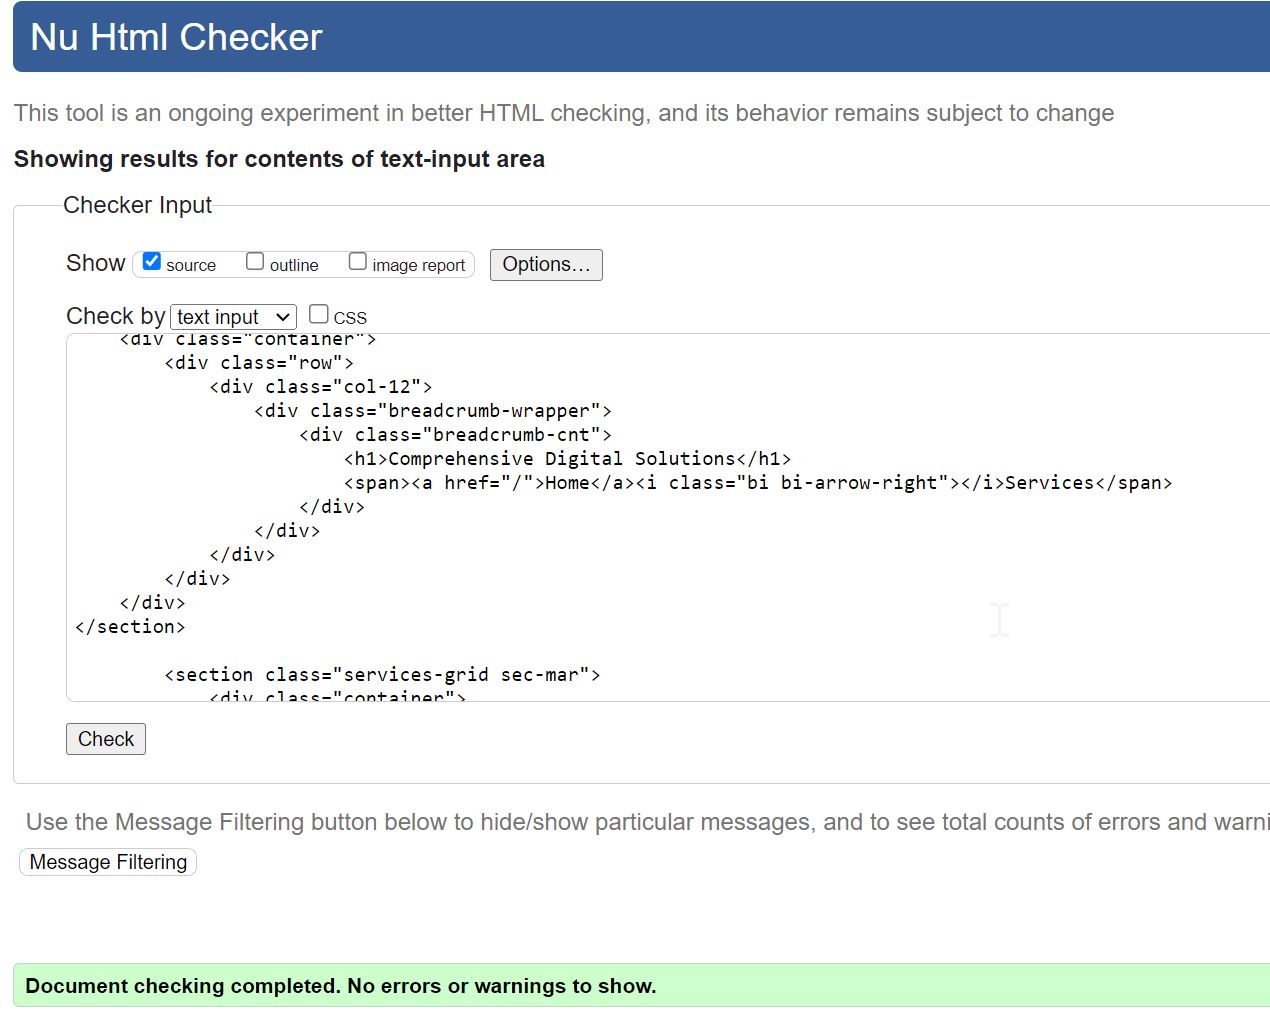 Nu Html Checker
This tool is an ongoing experiment in better HTML checking, and its behavior remains subject to change
Showing results for contents of text-input area
Checker Input
Show source outline image report Options...
Check by text input CSS
<div class="container">
<div class="row">
<div class="col-12">
<div class="breadcrumb-wrapper">
<div class="breadcrumb-cnt">
<h1>Comprehensive Digital Solutions</h1>
<span><a href="/">Home</a><i class="bi bi-arrow-right"></i>Services</span>
</div>
</div>
</div>
</div>
</div>
</section>
<section class="services-grid sec-mar">
<div class="container">
Check
Use the Message Filtering button below to hide/show particular messages, and to see total counts of errors and warni
Message Filtering
Document checking completed. No errors or warnings to show.